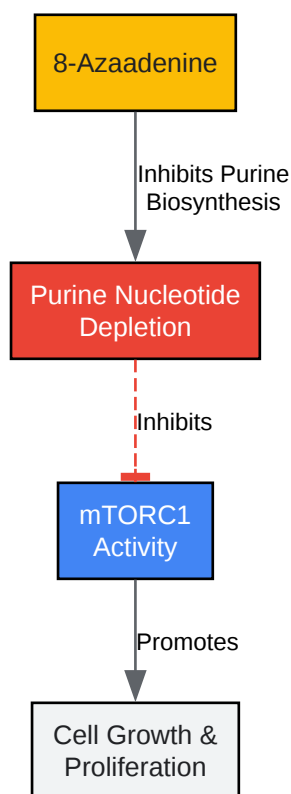 8-Azaadenine
Inhibits Purine
Biosynthesis
Purine Nucleotide
Depletion
Inhibits
mTORC1
Activity
Promotes
Cell Growth &
Proliferation